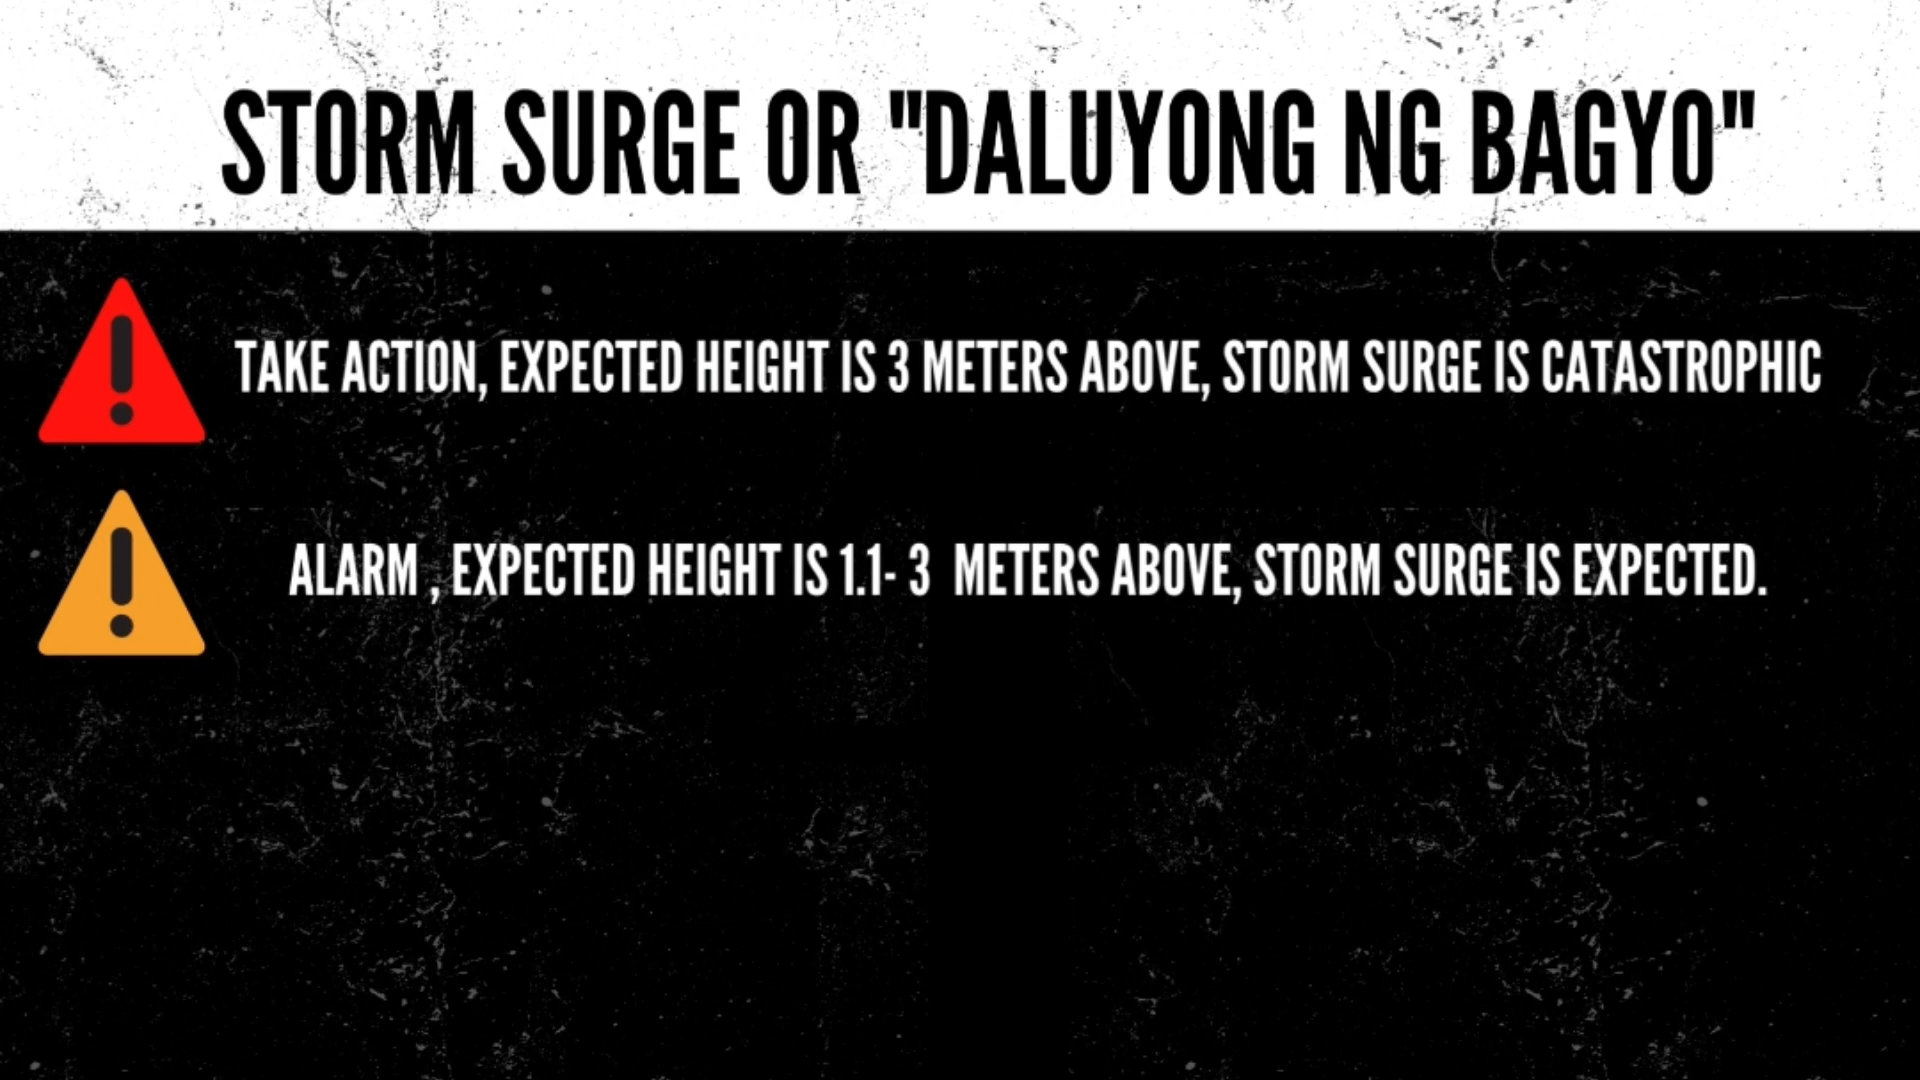 STORM SURGE OR "DALUYONG NG BAGYO"
TAKE ACTION, EXPECTED HEIGHT IS 3 METERS ABOVE, STORM SURGE IS CATASTROPHIC
ALARM , EXPECTED HEIGHT IS 1.1- 3 METERS ABOVE, STORM SURGE IS EXPECTED.